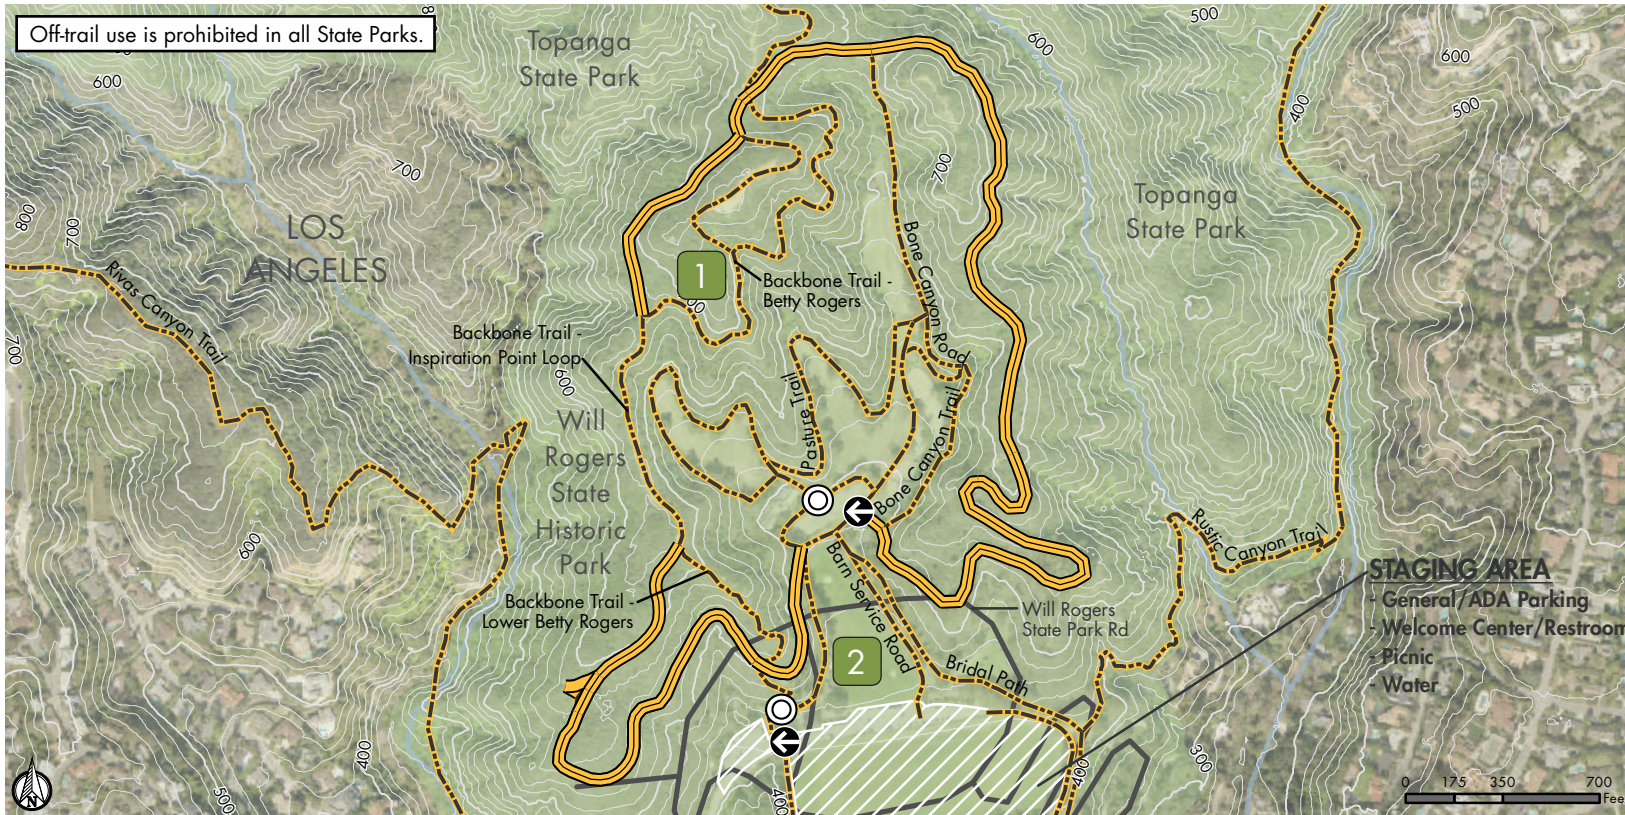 Off-trail use is prohibited in all State Parks.
8
500
600
600
600
500
400
Topanga
State Park
700
700
800
700
LOS
ANGELES
Topanga
State Park
Rivas Canyon Trail
1
Backbone Trail -
Betty Rogers
Bone Canyon Road
700
Backbone Trail -
Inspiration Point Loop
600
Pasture Trail
Bone Canyon Trail
Will
Rogers
State
Historic
Park
600
Rustic Canyon Trail
STAGING AREA
- General/ADA Parking
- Welcome Center/Restroom
- Picnic
- Water
Backbone Trail -
Lower Betty Rogers
Barn Service Road
Will Rogers
State Park Rd
2
Bridal Path
400
500
400
400
300
N
0 175 350 700
Fee